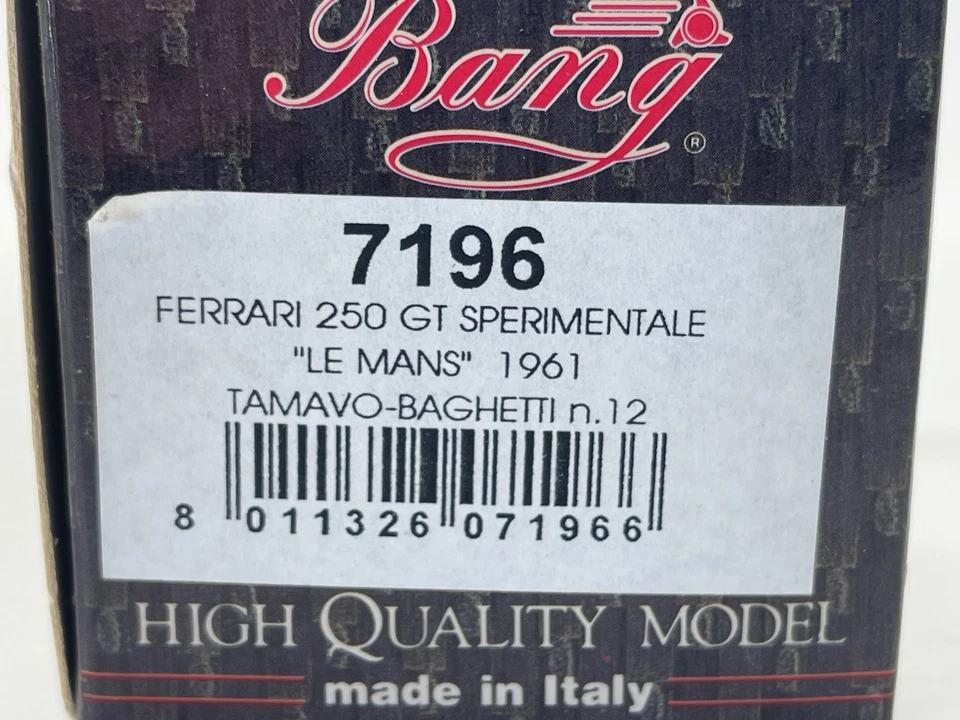 Bang
®
7196
FERRARI 250 GT SPERIMENTALE
"LE MANS" 1961
TAMAVO-BAGHETTI n.12
8 011326 071966
HIGH QUALITY MODEL
made in Italy